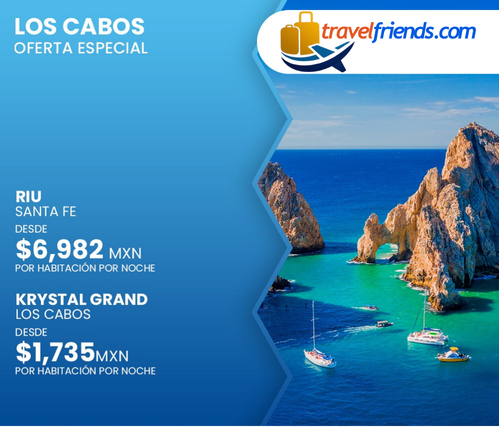 LOS CABOS
OFERTA ESPECIAL
travelfriends.com
RIU
SANTA FE
DESDE
$6,982 MXN
POR HABITACIÓN POR NOCHE
KRYSTAL GRAND
LOS CABOS
DESDE
$1,735MXN
POR HABITACIÓN POR NOCHE